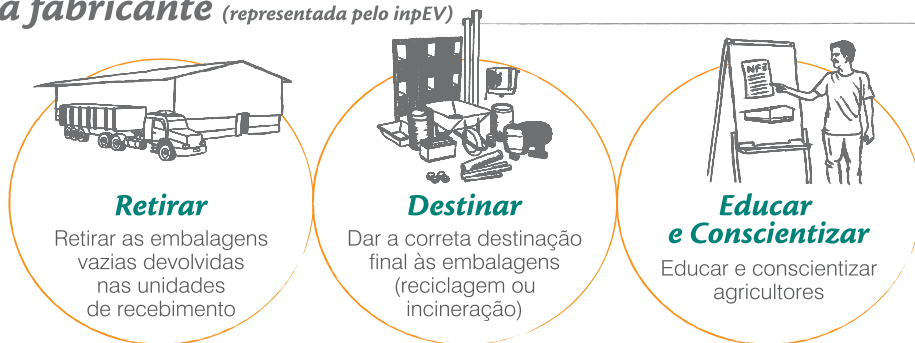 a fabricante (representada pelo inpEV)
NF
Retirar
Retirar as embalagens
vazias devolvidas
nas unidades
de recebimento
Destinar
Dar a correta destinação
final às embalagens
(reciclagem ou
incineração)
Educar
e Conscientizar
Educar e conscientizar
agricultores